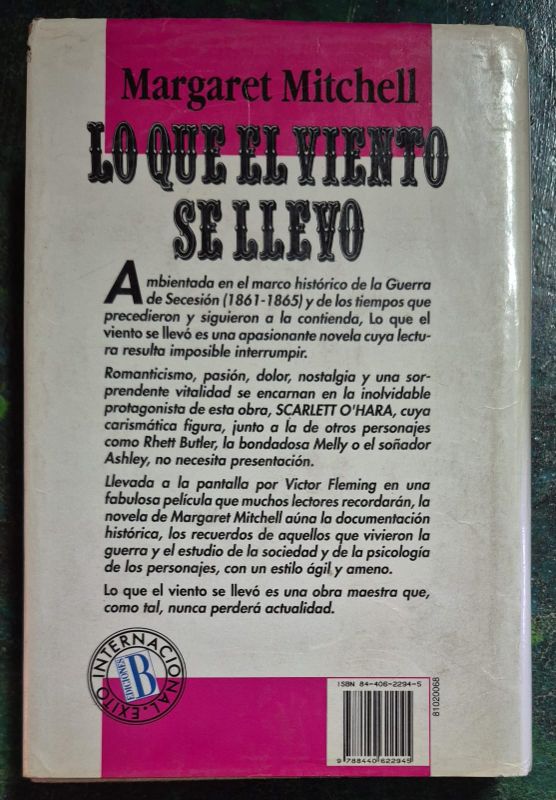 Margaret Mitchell
LO QUE EL VIENTO
SE LLEVO
Ambientada en el marco histórico de la Guerra
de Secesión (1861-1865) y de los tiempos que
precedieron y siguieron a la contienda, Lo que el
viento se llevó es una apasionante novela cuya lectu-
ra resulta imposible interrumpir.
Romanticismo, pasión, dolor, nostalgia y una sor-
prendente vitalidad se encarnan en la inolvidable
protagonista de esta obra, SCARLETT O'HARA, cuya
carismática figura, junto a la de otros personajes
como Rhett Butler, la bondadosa Melly o el soñador
Ashley, no necesita presentación.
Llevada a la pantalla por Victor Fleming en una
fabulosa película que muchos lectores recordarán, la
novela de Margaret Mitchell aúna la documentación
histórica, los recuerdos de aquellos que vivieron la
guerra y el estudio de la sociedad y de la psicología
de los personajes, con un estilo ágil y ameno.
Lo que el viento se llevó es una obra maestra que,
como tal, nunca perderá actualidad.
INTERNACIONAL. EXITO
EDICIONES B
ISBN 84-406-2294-5
9 788440 622945
81020068